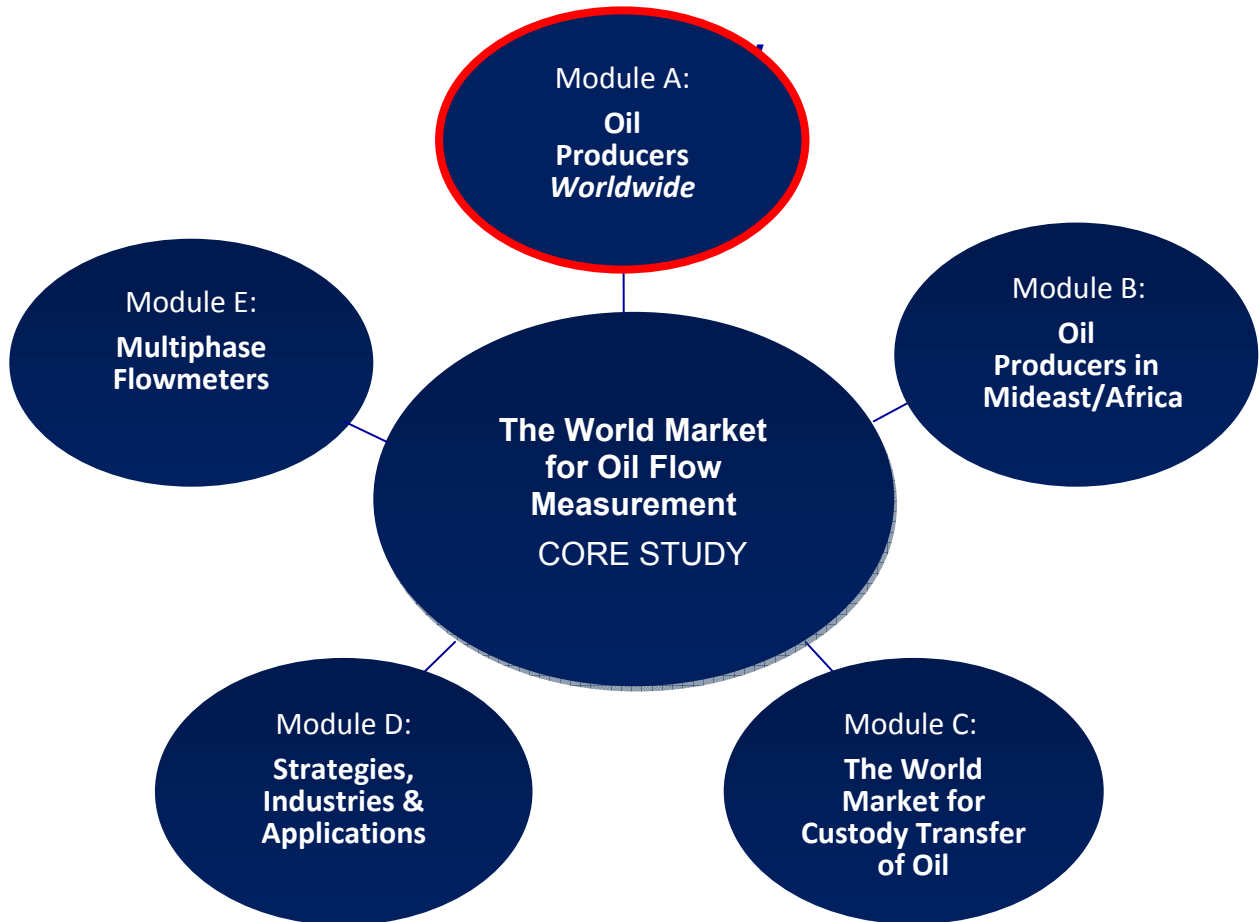 Module A:
Oil
Producers
Worldwide
Module B:
Oil
Producers in
Mideast/Africa
Module E:
Multiphase
Flowmeters
The World Market
for Oil Flow
Measurement
CORE STUDY
Module D:
Strategies,
Industries &
Applications
Module C:
The World
Market for
Custody Transfer
of Oil